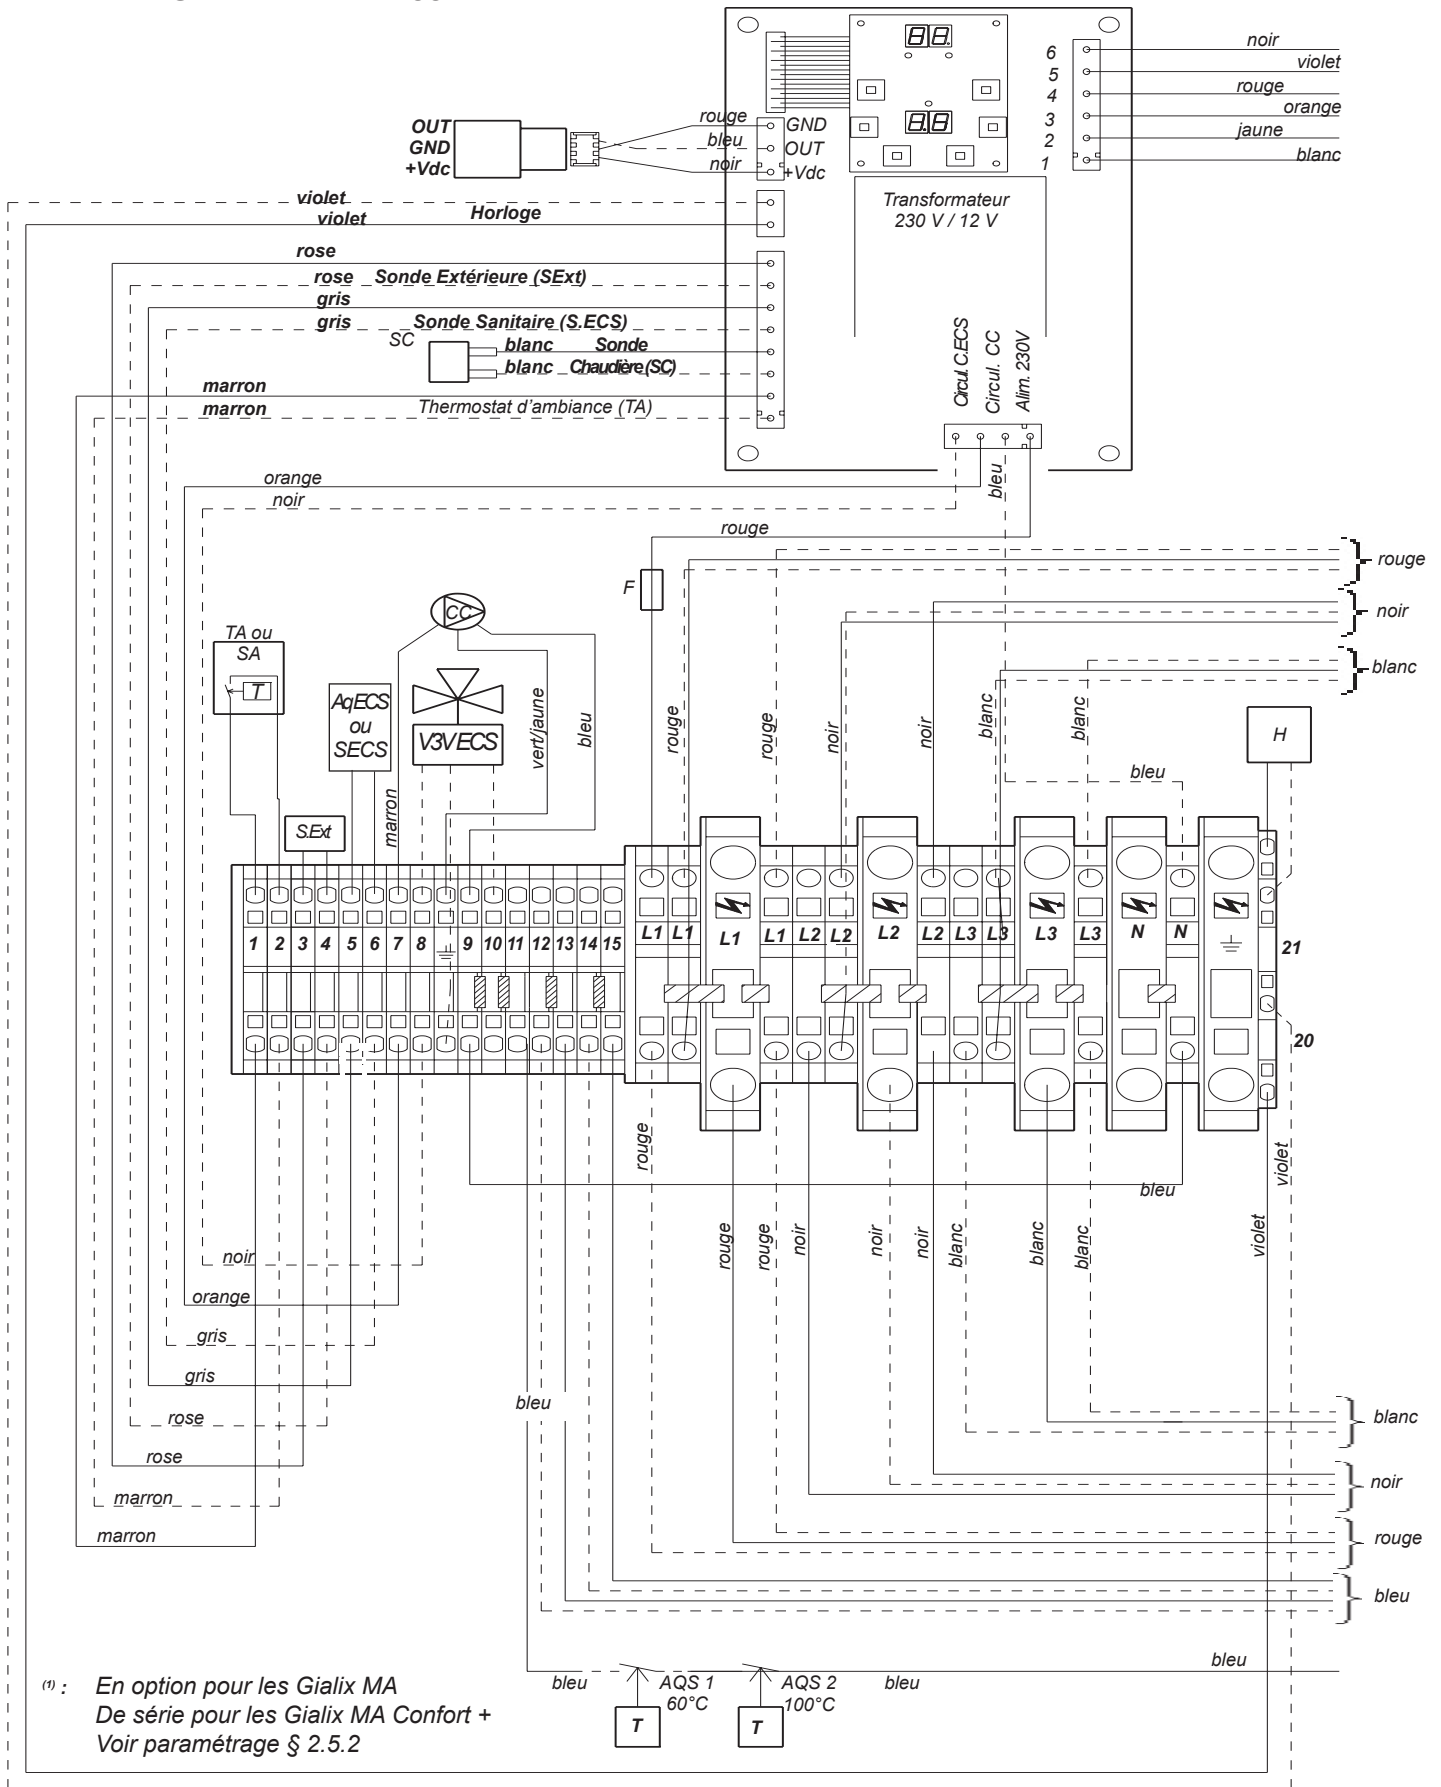 6
5
4
3
2
1
noir
violet
rouge
orange
jaune
blanc
OUT
GND
+Vdc
rouge
bleu
noir
GND
OUT
+Vdc
Transformateur
230 V / 12 V
violet
violet
Horloge
rose
rose Sonde Extérieure (SExt)
gris
gris Sonde Sanitaire (S.ECS)
SC
blanc Sonde
blanc Chaudière (SC)
marron
marron
Thermostat d'ambiance (TA)
Circul. C.ECS
Circul. CC
Alim. 230V
orange
noir
bleu
rouge
F
rouge
noir
blanc
CC
TA ou
SA
T
AqECS
ou
SECS
V3V ECS
S.Ext
marron
vert/jaune
bleu
rouge
rouge
noir
noir
blanc
blanc
bleu
H
1 2 3 4 5 6 7 8 9 10 11 12 13 14 15
L1 L1 L1 L1 L2 L2 L2 L2 L3 L3 L3 L3 N N
21
20
rouge
bleu
violet
rouge
rouge
noir
noir
noir
blanc
blanc
blanc
violet
noir
orange
gris
gris
rose
rose
marron
marron
bleu
blanc
noir
rouge
bleu
bleu
AQS 1
60°C
AQS 2
100°C
bleu
bleu
T
T
(1) : En option pour les Gialix MA
De série pour les Gialix MA Confort +
Voir paramétrage § 2.5.2